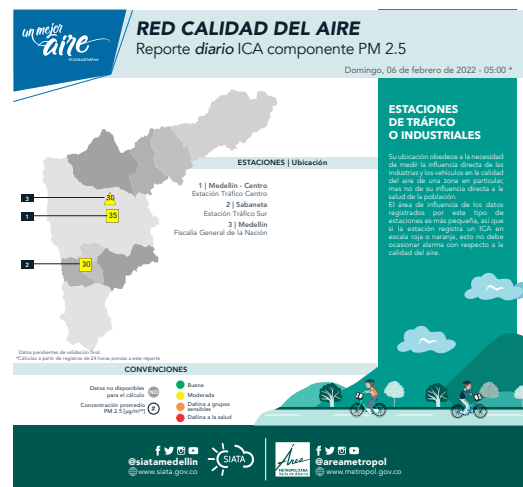 un mejor
aire
#CalidadDelAire
RED CALIDAD DEL AIRE
Reporte diario ICA componente PM 2.5
Domingo, 06 de febrero de 2022 - 05:00 *
ESTACIONES | Ubicación
1 | Medellín - Centro
Estación Tráfico Centro
2 | Sabaneta
Estación Tráfico Sur
3 | Medellín
Fiscalía General de la Nación
3
30
1
35
2
30
Datos pendientes de validación final.
*Cálculos a partir de registros de 24 horas previas a este reporte
ESTACIONES
DE TRÁFICO
O INDUSTRIALES
Su ubicación obedece a la necesidad
de medir la influencia directa de las
industrias y los vehículos en la calidad
del aire de una zona en particular,
mas no de su influencia directa a la
salud de la población.
El área de influencia de los datos
registrados por este tipo de
estaciones es más pequeña, así que
si la estación registra un ICA en
escala roja o naranja, esto no debe
ocasionar alarma con respecto a la
calidad del aire.
CONVENCIONES
Datos no disponibles
para el cálculo
Concentración promedio
PM 2.5 [µg/m³]
#
Buena
Moderada
Dañina a grupos
sensibles
Dañina a la salud
@siatamedellin
www.siata.gov.co
SIATA
Área
METROPOLITANA
Valle de Aburrá
@areametropol
www.metropol.gov.co